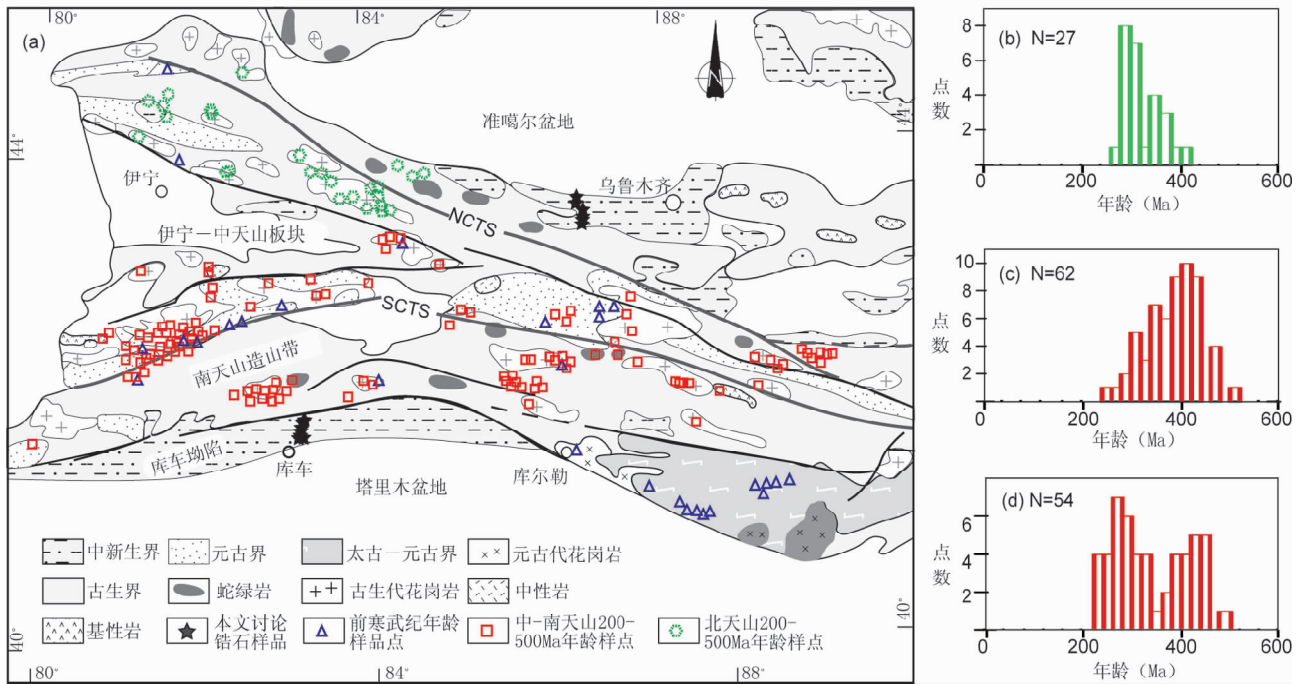 80°
84°
88°
(a)
准噶尔盆地
44°
44°
伊宁
乌鲁木齐
NCTS
伊宁－中天山板块
SCTS
南天山造山带
库车坳陷
库车
塔里木盆地
库尔勒
中新生界
元古界
太古－元古界
元古代花岗岩
古生界
蛇绿岩
古生代花岗岩
中性岩
基性岩
本文讨论
锆石样品
前寒武纪年龄
样品点
中-南天山200-
500Ma年龄样点
北天山200-
500Ma年龄样点
40°
40°
80°
84°
88°
(b) N=27
点数
8
6
4
2
0
200
400
600
年龄（Ma）
(c) N=62
点数
10
8
6
4
2
0
200
400
600
年龄（Ma）
(d) N=54
点数
6
4
2
0
200
400
600
年龄（Ma）